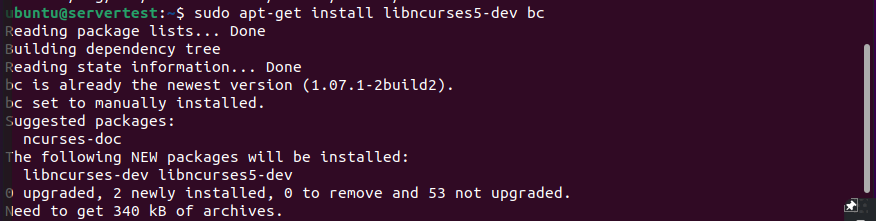 ubuntu@servertest:~$ sudo apt-get install libncurses5-dev bc
Reading package lists... Done
Building dependency tree
Reading state information... Done
bc is already the newest version (1.07.1-2build2).
bc set to manually installed.
Suggested packages:
  ncurses-doc
The following NEW packages will be installed:
  libncurses-dev libncurses5-dev
0 upgraded, 2 newly installed, 0 to remove and 53 not upgraded.
Need to get 340 kB of archives.